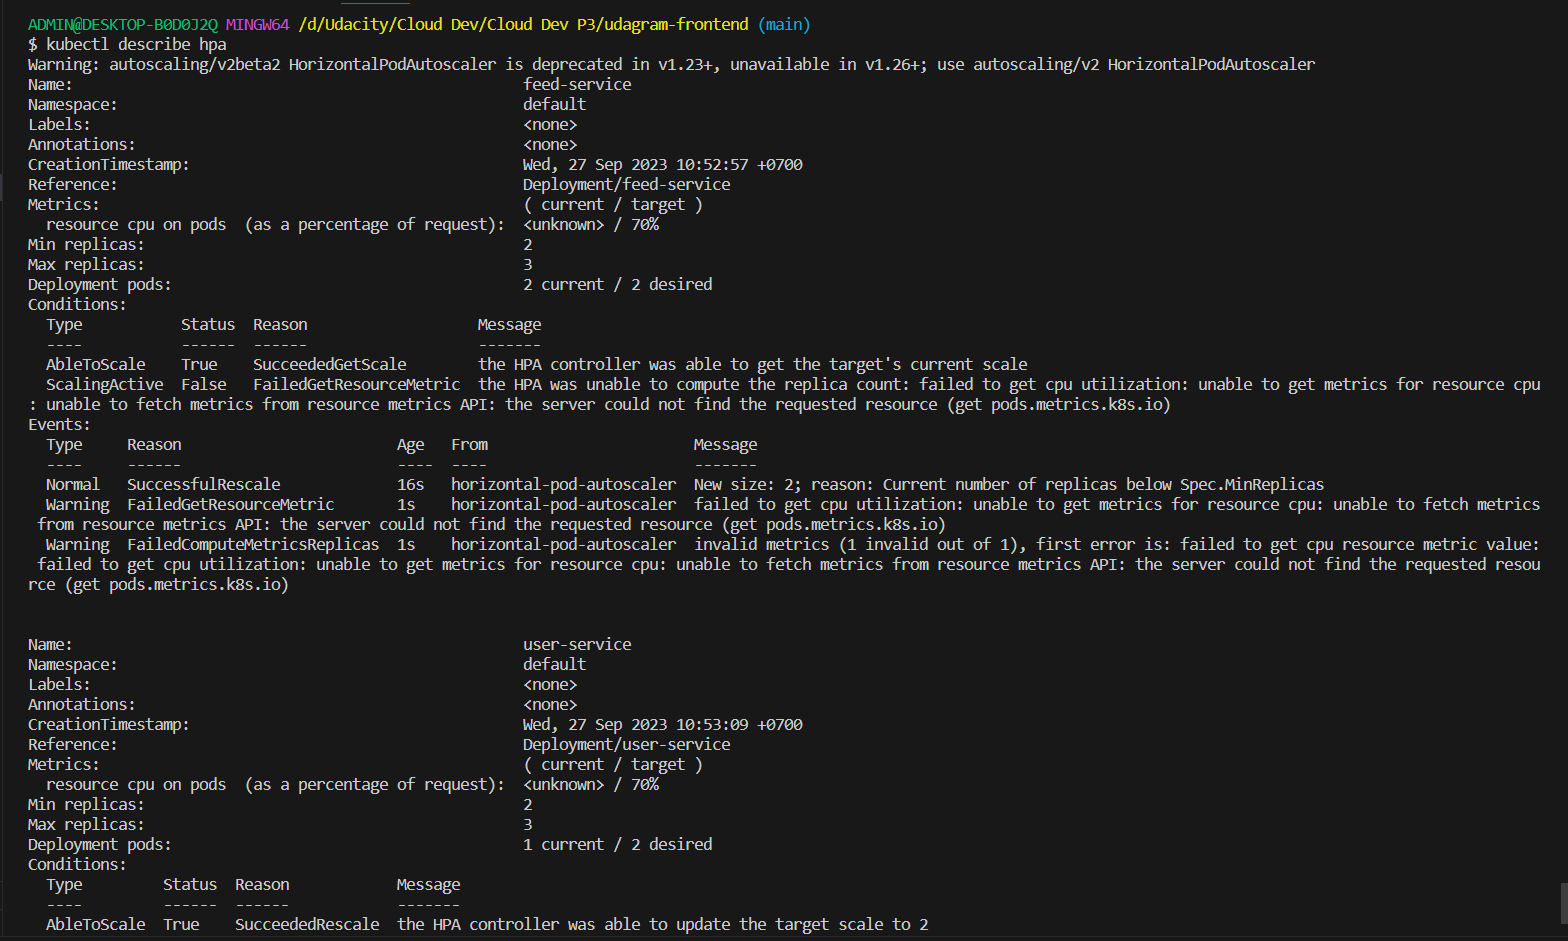 ADMIN@DESKTOP-B0D0J2Q MINGW64 /d/Udacity/Cloud Dev/Cloud Dev P3/udagram-frontend (main)
$ kubectl describe hpa
Warning: autoscaling/v2beta2 HorizontalPodAutoscaler is deprecated in v1.23+, unavailable in v1.26+; use autoscaling/v2 HorizontalPodAutoscaler
Name:                                                  feed-service
Namespace:                                             default
Labels:                                                <none>
Annotations:                                           <none>
CreationTimestamp:                                     Wed, 27 Sep 2023 10:52:57 +0700
Reference:                                             Deployment/feed-service
Metrics:                                               ( current / target )
  resource cpu on pods  (as a percentage of request):  <unknown> / 70%
Min replicas:                                          2
Max replicas:                                          3
Deployment pods:                                       2 current / 2 desired
Conditions:
  Type           Status  Reason                   Message
  ----           ------  ------                   -------
  AbleToScale    True    SucceededGetScale        the HPA controller was able to get the target's current scale
  ScalingActive  False   FailedGetResourceMetric  the HPA was unable to compute the replica count: failed to get cpu utilization: unable to get metrics for resource cpu
: unable to fetch metrics from resource metrics API: the server could not find the requested resource (get pods.metrics.k8s.io)
Events:
  Type     Reason                        Age   From                       Message
  ----     ------                        ----  ----                       -------
  Normal   SuccessfulRescale             16s   horizontal-pod-autoscaler  New size: 2; reason: Current number of replicas below Spec.MinReplicas
  Warning  FailedGetResourceMetric       1s    horizontal-pod-autoscaler  failed to get cpu utilization: unable to get metrics for resource cpu: unable to fetch metrics
 from resource metrics API: the server could not find the requested resource (get pods.metrics.k8s.io)
  Warning  FailedComputeMetricsReplicas  1s    horizontal-pod-autoscaler  invalid metrics (1 invalid out of 1), first error is: failed to get cpu resource metric value:
 failed to get cpu utilization: unable to get metrics for resource cpu: unable to fetch metrics from resource metrics API: the server could not find the requested resou
rce (get pods.metrics.k8s.io)
Name:                                                  user-service
Namespace:                                             default
Labels:                                                <none>
Annotations:                                           <none>
CreationTimestamp:                                     Wed, 27 Sep 2023 10:53:09 +0700
Reference:                                             Deployment/user-service
Metrics:                                               ( current / target )
  resource cpu on pods  (as a percentage of request):  <unknown> / 70%
Min replicas:                                          2
Max replicas:                                          3
Deployment pods:                                       1 current / 2 desired
Conditions:
  Type         Status  Reason            Message
  ----         ------  ------            -------
  AbleToScale  True    SucceededRescale  the HPA controller was able to update the target scale to 2